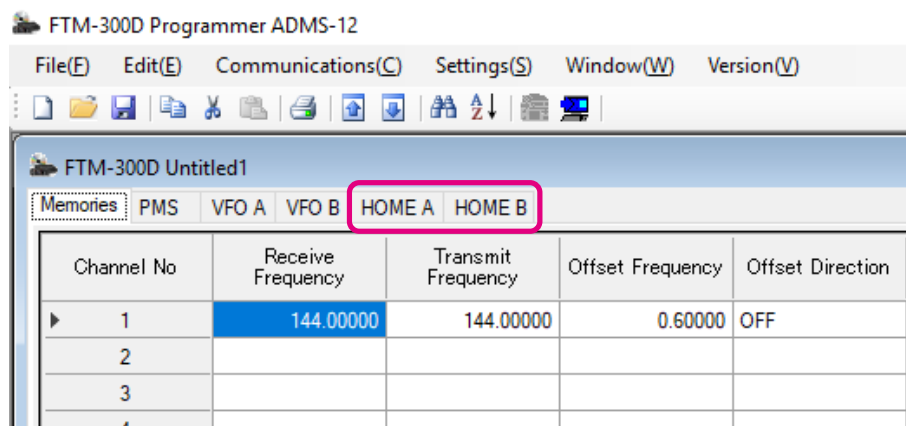 FTM-300D Programmer ADMS-12
File(F) Edit(E) Communications(C) Settings(S) Window(W) Version(V)
FTM-300D Untitled1
Memories PMS VFO A VFO B HOME A HOME B
Channel No Receive Frequency Transmit Frequency Offset Frequency Offset Direction
1 144.00000 144.00000 0.60000 OFF
2
3